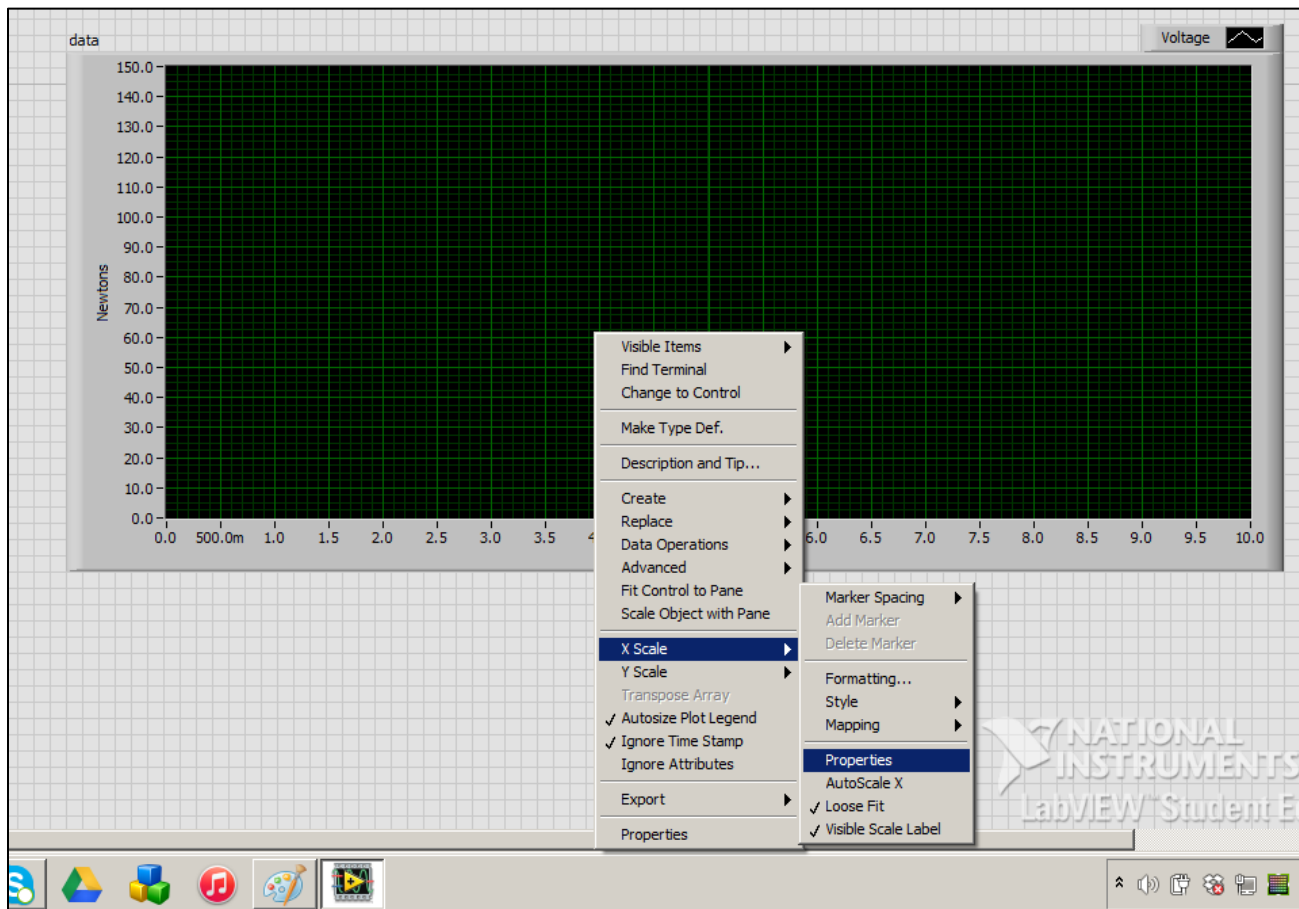 data
Voltage
150.0
140.0
130.0
120.0
110.0
100.0
90.0
80.0
70.0
60.0
50.0
40.0
30.0
20.0
10.0
0.0
Newtons
0.0 500.0m 1.0 1.5 2.0 2.5 3.0 3.5 6.0 6.5 7.0 7.5 8.0 8.5 9.0 9.5 10.0
Visible Items
Find Terminal
Change to Control
Make Type Def.
Description and Tip...
Create
Replace
Data Operations
Advanced
Fit Control to Pane
Scale Object with Pane
X Scale
Y Scale
Transpose Array
Autosize Plot Legend
Ignore Time Stamp
Ignore Attributes
Export
Properties
Marker Spacing
Add Marker
Delete Marker
Formatting...
Style
Mapping
Properties
AutoScale X
Loose Fit
Visible Scale Label
NATIONAL
INSTRUMENTS
LabVIEW™ Student E